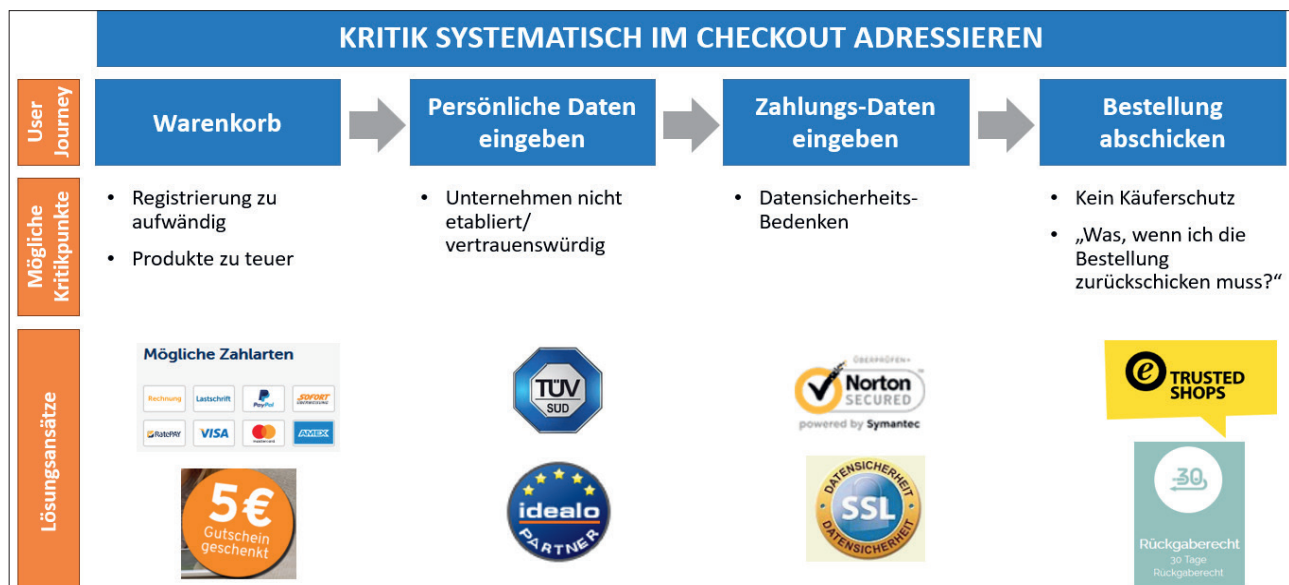 KRITIK SYSTEMATISCH IM CHECKOUT ADRESSIEREN
User
Journey
Warenkorb
Persönliche Daten
eingeben
Zahlungs-Daten
eingeben
Bestellung
abschicken
Mögliche
Kritikpunkte
• Registrierung zu
aufwändig
• Produkte zu teuer
• Unternehmen nicht
etabliert/
vertrauenswürdig
• Datensicherheits-
Bedenken
• Kein Käuferschutz
• „Was, wenn ich die
Bestellung
zurückschicken muss?“
Lösungsansätze
Mögliche Zahlarten
Rechnung
Lastschrift
PayPal
SOFORT
ÜBERWEISUNG
RatePAY
VISA
mastercard
AMEX
5€
Gutschein
geschenkt
TÜV
SÜD
idealo
PARTNER
ÜBERPRÜFEN
Norton
SECURED
powered by Symantec
DATENSICHERHEIT
SSL
DATENSICHERHEIT
e
TRUSTED
SHOPS
30
Rückgaberecht
30 Tage
Rückgaberecht